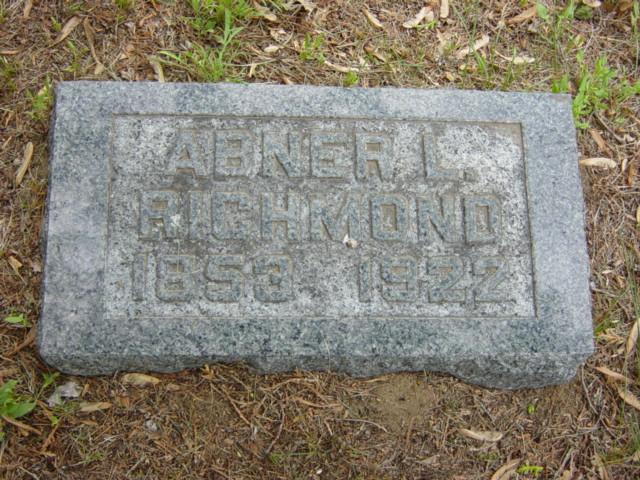 ABNER L.
RICHMOND
1853 1922